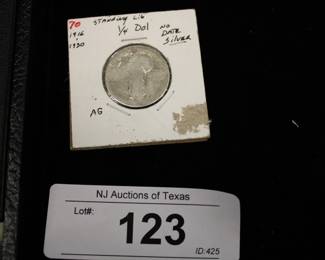 70
STANDING Lib
1916
-
1930
1/4 Dol
NO
DATE
SILVER
AG
NJ Auctions of Texas
Lot#:
123
ID:425